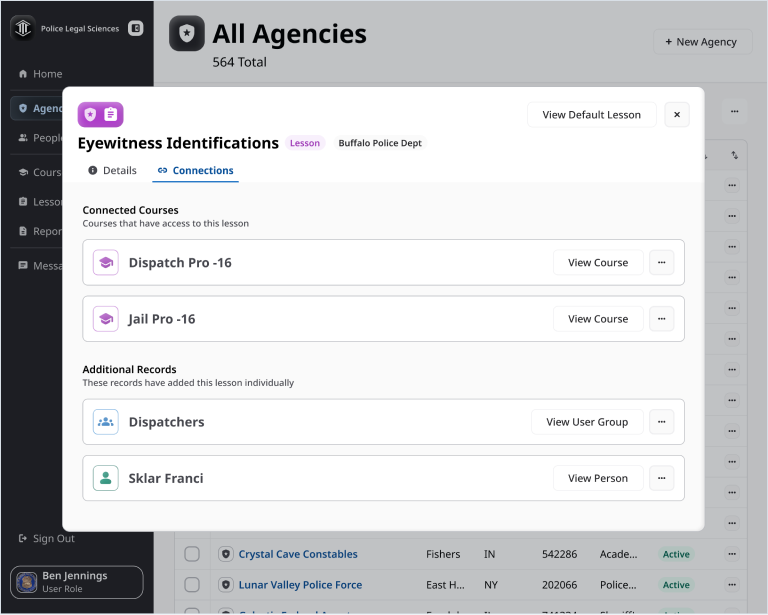 Police Legal Sciences
All Agencies
564 Total
+ New Agency
Home
Agenc
People
Cours
Lesso
Repor
Messa
View Default Lesson
Eyewitness Identifications Lesson Buffalo Police Dept
Details Connections
Connected Courses
Courses that have access to this lesson
Dispatch Pro -16 View Course
Jail Pro -16 View Course
Additional Records
These records have added this lesson individually
Dispatchers View User Group
Sklar Franci View Person
Sign Out
Ben Jennings
User Role
Crystal Cave Constables Fishers IN 542286 Acade... Active
Lunar Valley Police Force East H... NY 202066 Police... Active